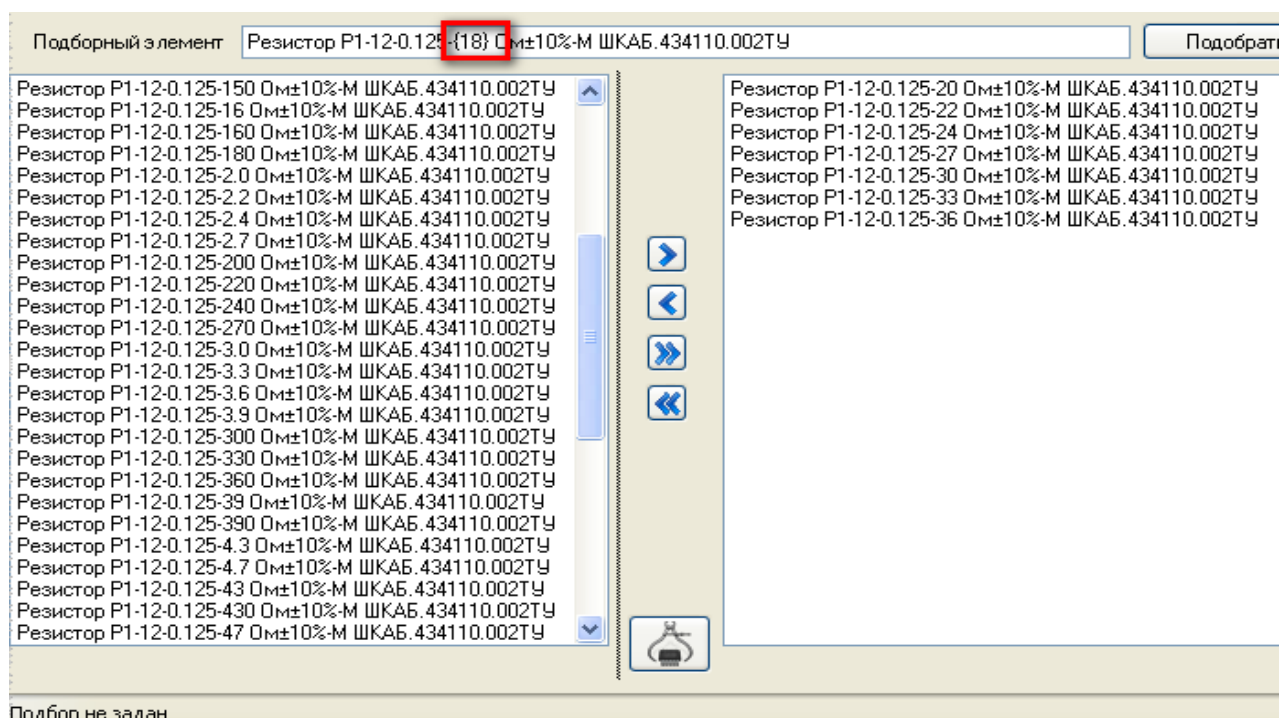 Подборный элемент Резистор Р1-12-0.125-{18} Ом±10%-М ШКАБ.434110.002ТУ Подобрать
Резистор Р1-12-0.125-150 Ом±10%-М ШКАБ.434110.002ТУ
Резистор Р1-12-0.125-16 Ом±10%-М ШКАБ.434110.002ТУ
Резистор Р1-12-0.125-160 Ом±10%-М ШКАБ.434110.002ТУ
Резистор Р1-12-0.125-180 Ом±10%-М ШКАБ.434110.002ТУ
Резистор Р1-12-0.125-2.0 Ом±10%-М ШКАБ.434110.002ТУ
Резистор Р1-12-0.125-2.2 Ом±10%-М ШКАБ.434110.002ТУ
Резистор Р1-12-0.125-2.4 Ом±10%-М ШКАБ.434110.002ТУ
Резистор Р1-12-0.125-2.7 Ом±10%-М ШКАБ.434110.002ТУ
Резистор Р1-12-0.125-200 Ом±10%-М ШКАБ.434110.002ТУ
Резистор Р1-12-0.125-220 Ом±10%-М ШКАБ.434110.002ТУ
Резистор Р1-12-0.125-240 Ом±10%-М ШКАБ.434110.002ТУ
Резистор Р1-12-0.125-270 Ом±10%-М ШКАБ.434110.002ТУ
Резистор Р1-12-0.125-3.0 Ом±10%-М ШКАБ.434110.002ТУ
Резистор Р1-12-0.125-3.3 Ом±10%-М ШКАБ.434110.002ТУ
Резистор Р1-12-0.125-3.6 Ом±10%-М ШКАБ.434110.002ТУ
Резистор Р1-12-0.125-3.9 Ом±10%-М ШКАБ.434110.002ТУ
Резистор Р1-12-0.125-300 Ом±10%-М ШКАБ.434110.002ТУ
Резистор Р1-12-0.125-330 Ом±10%-М ШКАБ.434110.002ТУ
Резистор Р1-12-0.125-360 Ом±10%-М ШКАБ.434110.002ТУ
Резистор Р1-12-0.125-39 Ом±10%-М ШКАБ.434110.002ТУ
Резистор Р1-12-0.125-390 Ом±10%-М ШКАБ.434110.002ТУ
Резистор Р1-12-0.125-4.3 Ом±10%-М ШКАБ.434110.002ТУ
Резистор Р1-12-0.125-4.7 Ом±10%-М ШКАБ.434110.002ТУ
Резистор Р1-12-0.125-43 Ом±10%-М ШКАБ.434110.002ТУ
Резистор Р1-12-0.125-430 Ом±10%-М ШКАБ.434110.002ТУ
Резистор Р1-12-0.125-47 Ом±10%-М ШКАБ.434110.002ТУ
Резистор Р1-12-0.125-20 Ом±10%-М ШКАБ.434110.002ТУ
Резистор Р1-12-0.125-22 Ом±10%-М ШКАБ.434110.002ТУ
Резистор Р1-12-0.125-24 Ом±10%-М ШКАБ.434110.002ТУ
Резистор Р1-12-0.125-27 Ом±10%-М ШКАБ.434110.002ТУ
Резистор Р1-12-0.125-30 Ом±10%-М ШКАБ.434110.002ТУ
Резистор Р1-12-0.125-33 Ом±10%-М ШКАБ.434110.002ТУ
Резистор Р1-12-0.125-36 Ом±10%-М ШКАБ.434110.002ТУ
Подбор не задан